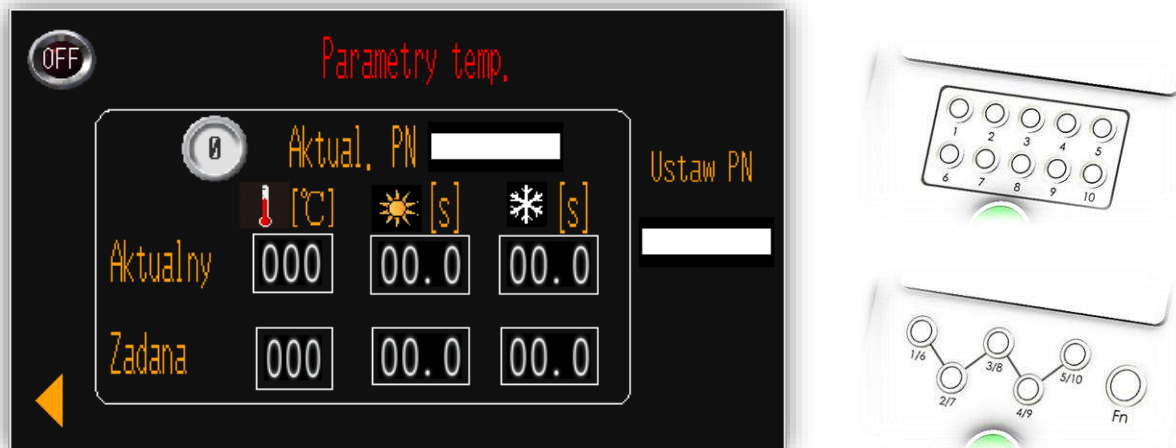 OFF
Parametry temp.
0 Aktual. PN
Ustaw PN
[℃] [s] [s]
Aktualny 000 00.0 00.0
Zadana 000 00.0 00.0
1 2 3 4 5
6 7 8 9 10
1/6 3/8 5/10
2/7 4/9 Fn